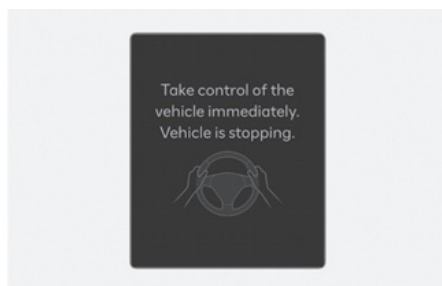 Take control of the
vehicle immediately.
Vehicle is stopping.